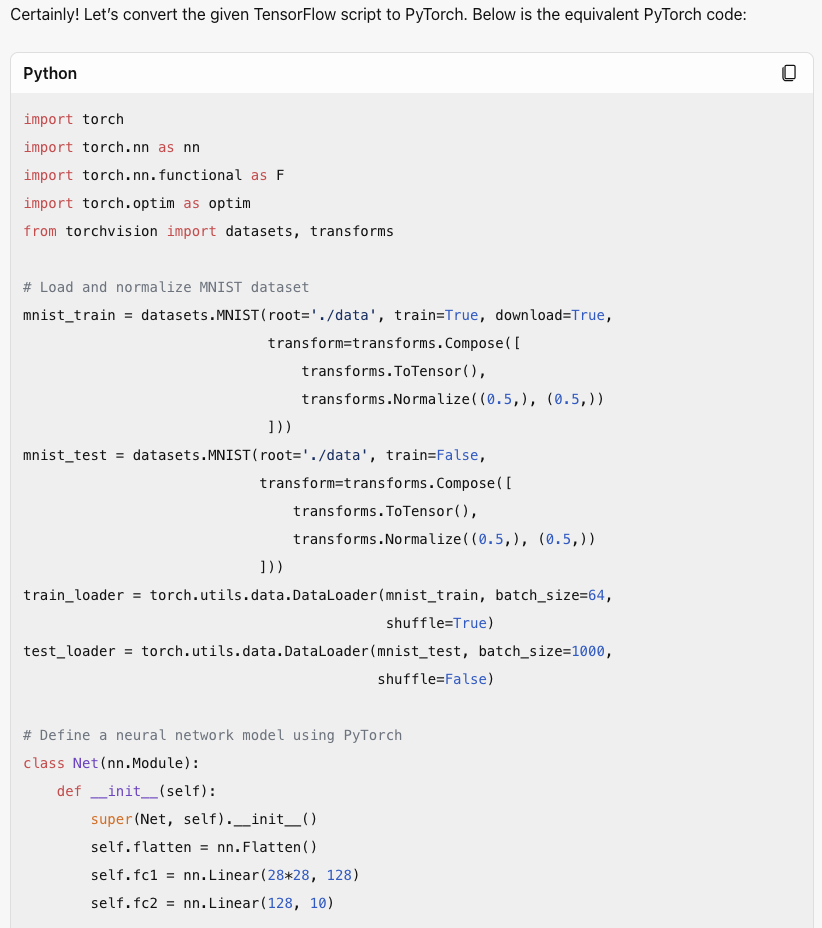 Certainly! Let’s convert the given TensorFlow script to PyTorch. Below is the equivalent PyTorch code:
Python
import torch
import torch.nn as nn
import torch.nn.functional as F
import torch.optim as optim
from torchvision import datasets, transforms
# Load and normalize MNIST dataset
mnist_train = datasets.MNIST(root='./data', train=True, download=True,
                             transform=transforms.Compose([
                                 transforms.ToTensor(),
                                 transforms.Normalize((0.5,), (0.5,))
                             ]))
mnist_test = datasets.MNIST(root='./data', train=False,
                            transform=transforms.Compose([
                                transforms.ToTensor(),
                                transforms.Normalize((0.5,), (0.5,))
                            ]))
train_loader = torch.utils.data.DataLoader(mnist_train, batch_size=64,
                                           shuffle=True)
test_loader = torch.utils.data.DataLoader(mnist_test, batch_size=1000,
                                          shuffle=False)
# Define a neural network model using PyTorch
class Net(nn.Module):
    def __init__(self):
        super(Net, self).__init__()
        self.flatten = nn.Flatten()
        self.fc1 = nn.Linear(28*28, 128)
        self.fc2 = nn.Linear(128, 10)